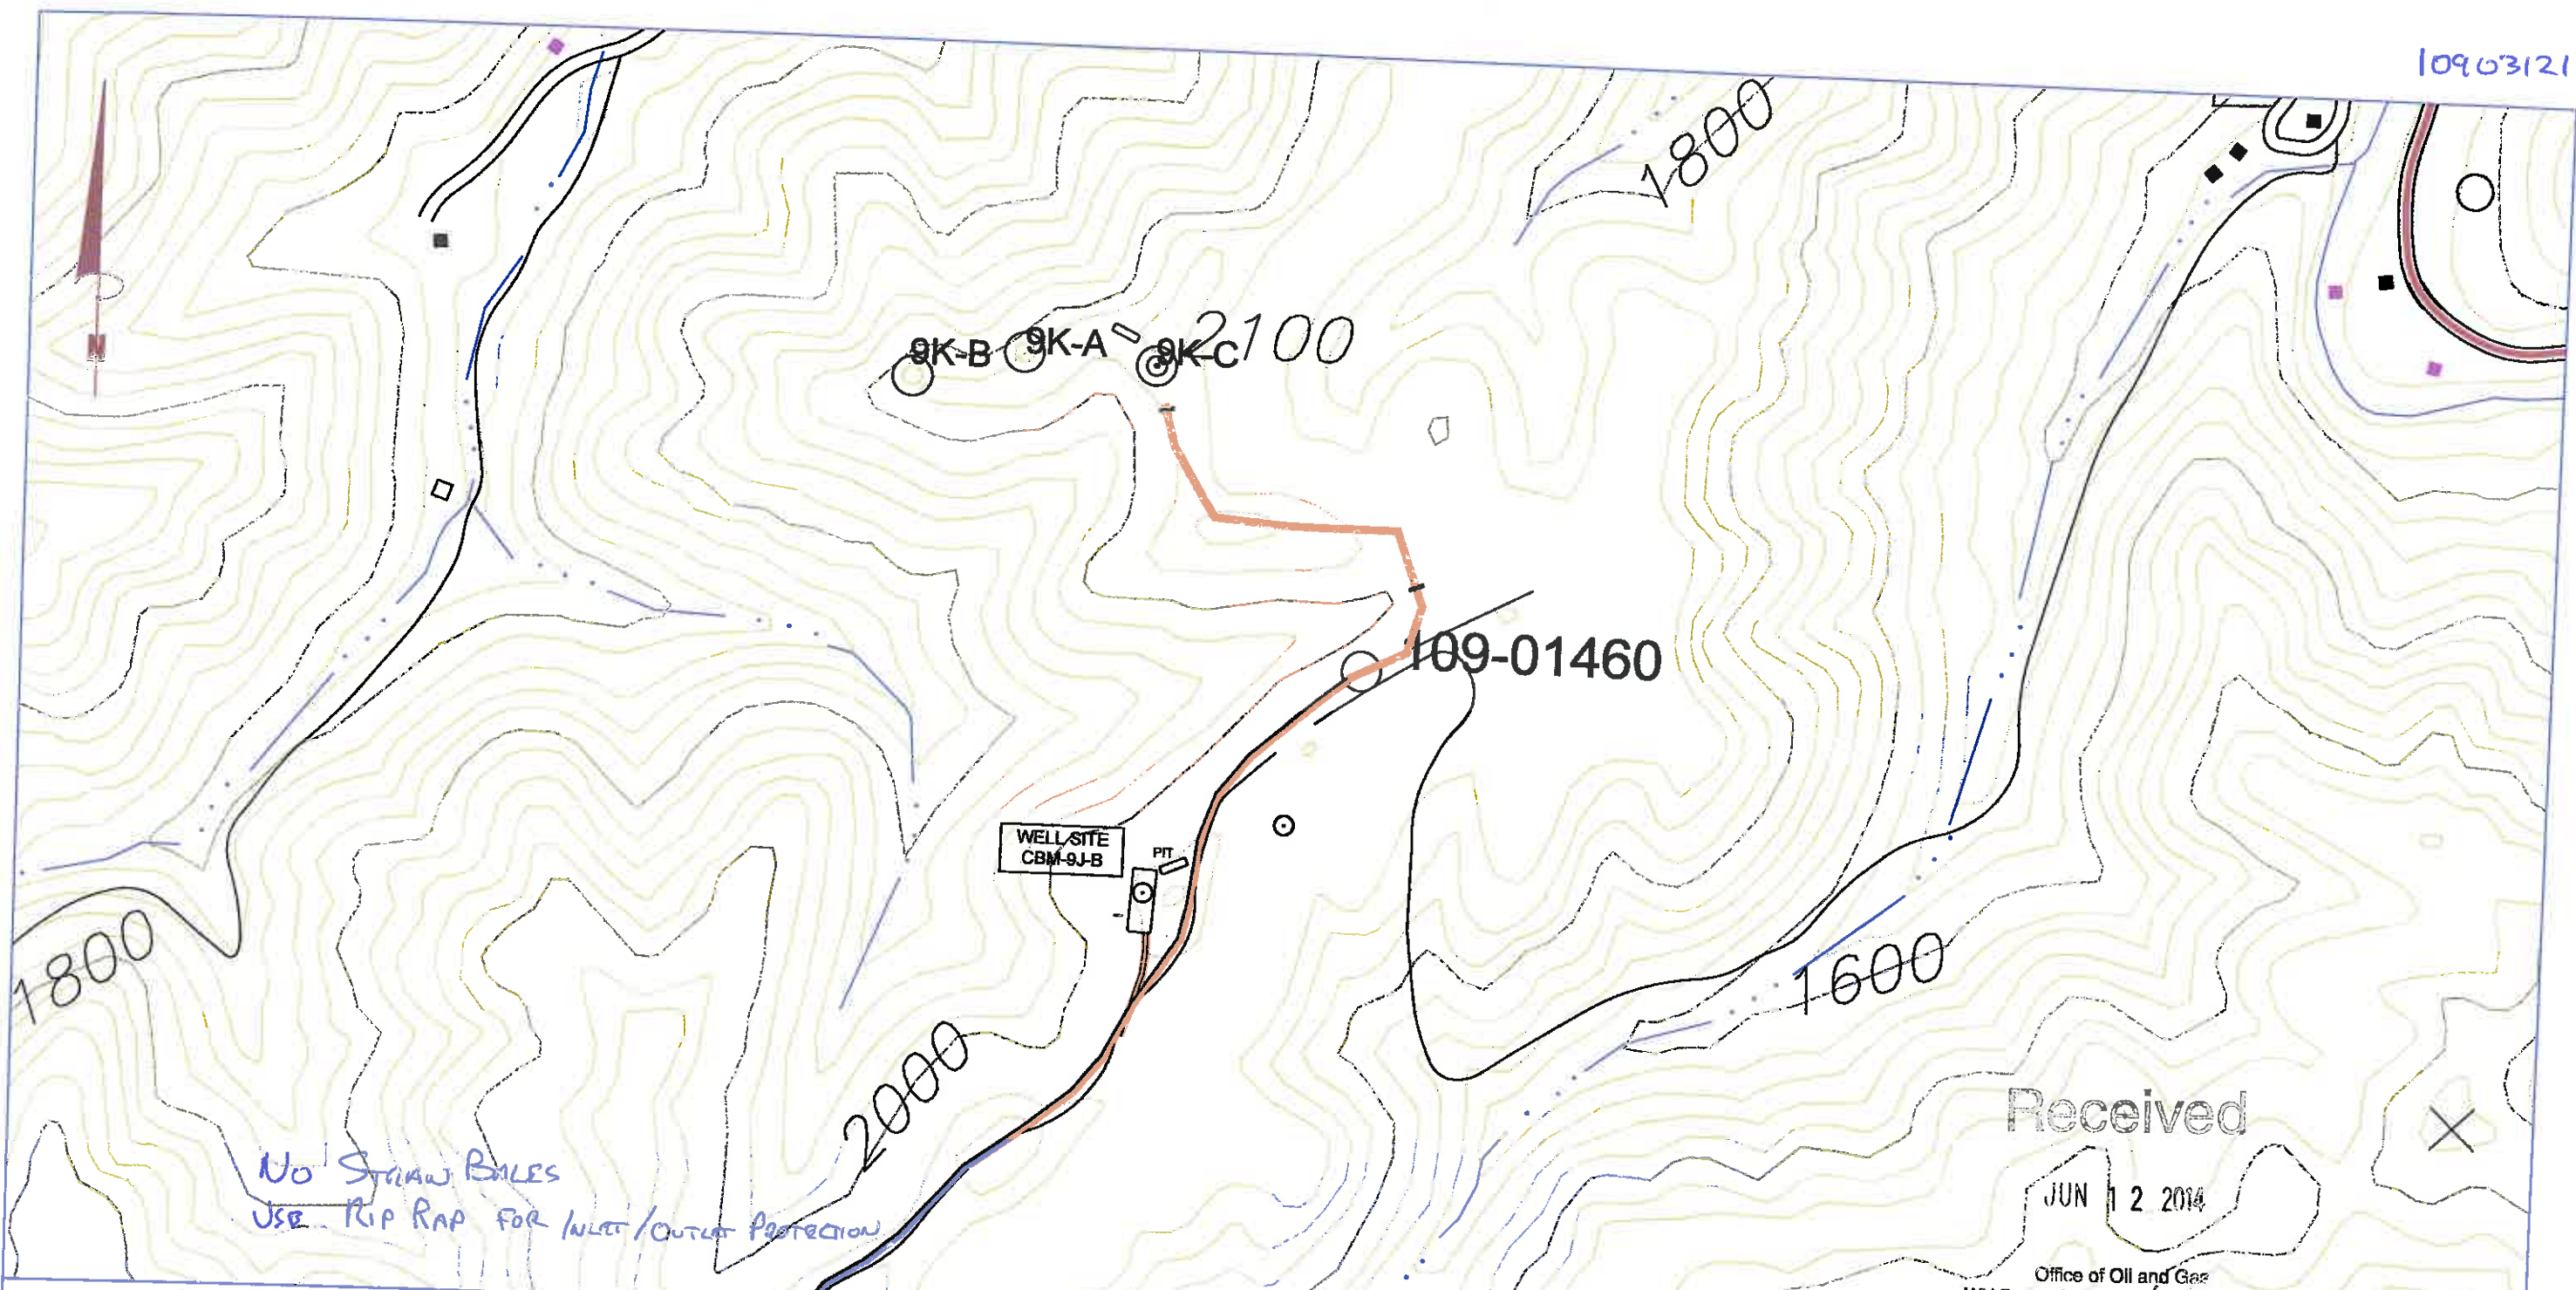 10903121
1800
9K-B
9K-A
9K-C
2100
109-01460
WELL SITE
CBM-9J-B
PIT
1800
1600
2000
Received
NO STRAW BALES
JUN 12 2014
USE RIP RAP FOR INLET/OUTLET PROTECTION
Office of Oil and Gas